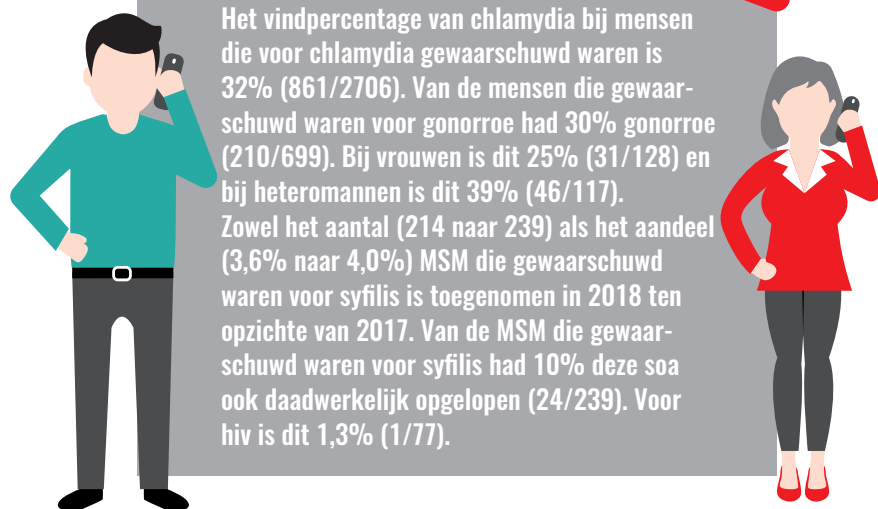 Het vindpercentage van chlamydia bij mensen
die voor chlamydia gewaarschuwd waren is
32% (861/2706). Van de mensen die gewaar-
schuwd waren voor gonorroe had 30% gonorroe
(210/699). Bij vrouwen is dit 25% (31/128) en
bij heteromannen is dit 39% (46/117).
Zowel het aantal (214 naar 239) als het aandeel
(3,6% naar 4,0%) MSM die gewaarschuwd
waren voor syfilis is toegenomen in 2018 ten
opzichte van 2017. Van de MSM die gewaar-
schuwd waren voor syfilis had 10% deze soa
ook daadwerkelijk opgelopen (24/239). Voor
hiv is dit 1,3% (1/77).